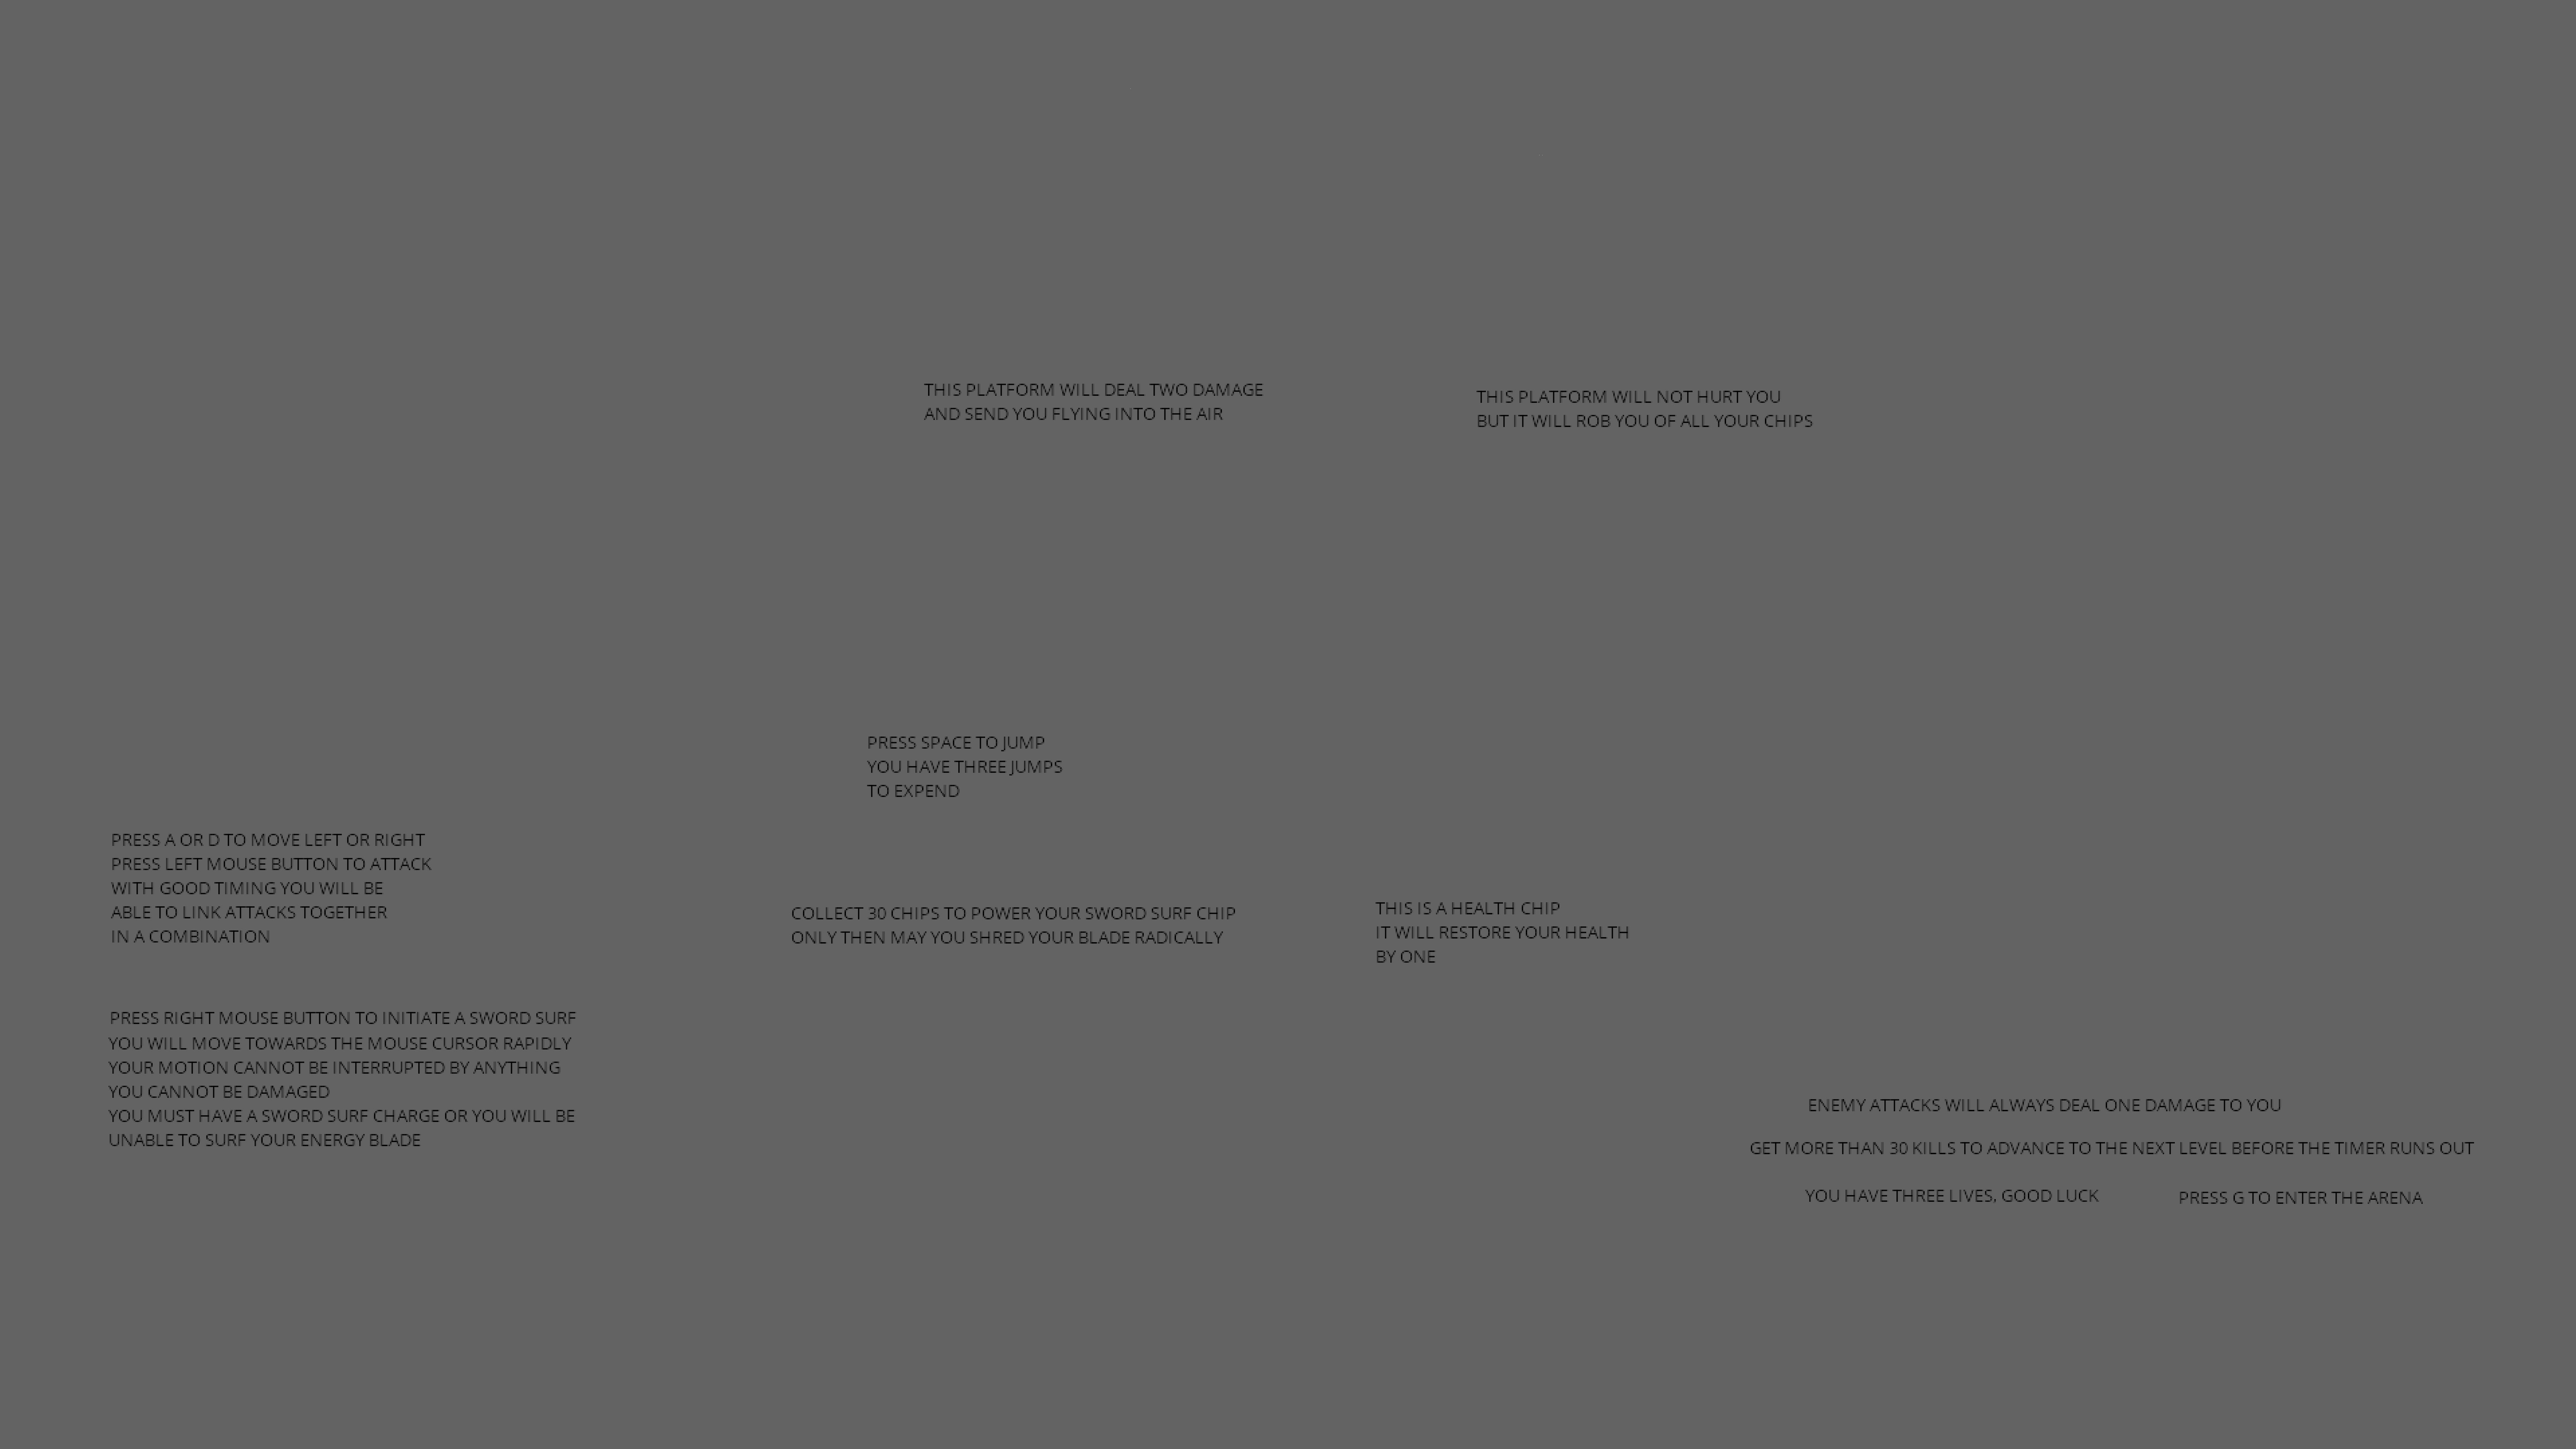 THIS PLATFORM WILL DEAL TWO DAMAGE
AND SEND YOU FLYING INTO THE AIR
THIS PLATFORM WILL NOT HURT YOU
BUT IT WILL ROB YOU OF ALL YOUR CHIPS
PRESS SPACE TO JUMP
YOU HAVE THREE JUMPS
TO EXPEND
PRESS A OR D TO MOVE LEFT OR RIGHT
PRESS LEFT MOUSE BUTTON TO ATTACK
WITH GOOD TIMING YOU WILL BE
ABLE TO LINK ATTACKS TOGETHER
IN A COMBINATION
COLLECT 30 CHIPS TO POWER YOUR SWORD SURF CHIP
ONLY THEN MAY YOU SHRED YOUR BLADE RADICALLY
THIS IS A HEALTH CHIP
IT WILL RESTORE YOUR HEALTH
BY ONE
PRESS RIGHT MOUSE BUTTON TO INITIATE A SWORD SURF
YOU WILL MOVE TOWARDS THE MOUSE CURSOR RAPIDLY
YOUR MOTION CANNOT BE INTERRUPTED BY ANYTHING
YOU CANNOT BE DAMAGED
YOU MUST HAVE A SWORD SURF CHARGE OR YOU WILL BE
UNABLE TO SURF YOUR ENERGY BLADE
ENEMY ATTACKS WILL ALWAYS DEAL ONE DAMAGE TO YOU
GET MORE THAN 30 KILLS TO ADVANCE TO THE NEXT LEVEL BEFORE THE TIMER RUNS OUT
YOU HAVE THREE LIVES, GOOD LUCK
PRESS G TO ENTER THE ARENA